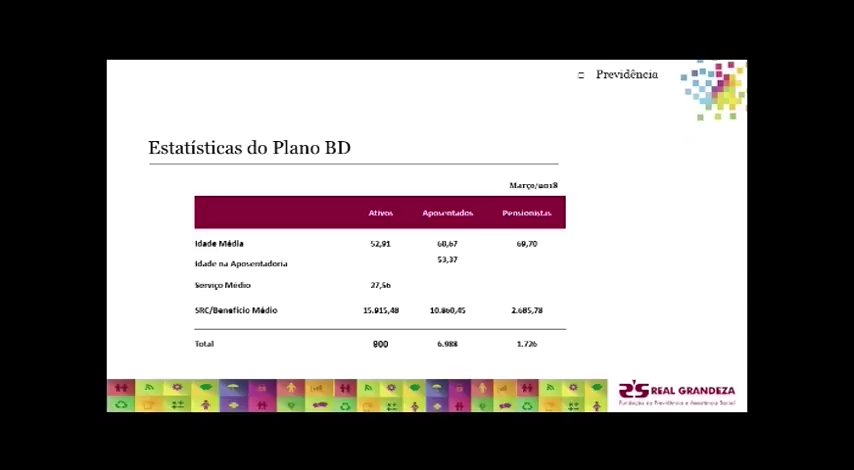 Previdência
Estatísticas do Plano BD
Março/2018
Ativos Aposentados Pensionistas
Idade Média 52,91 68,67 69,70
Idade na Aposentadoria 53,37
Serviço Médio 27,56
SRC/Benefício Médio 15.915,48 10.860,45 2.685,78
Total 800 6.988 1.726
REAL GRANDEZA
Fundação de Previdência e Assistência Social